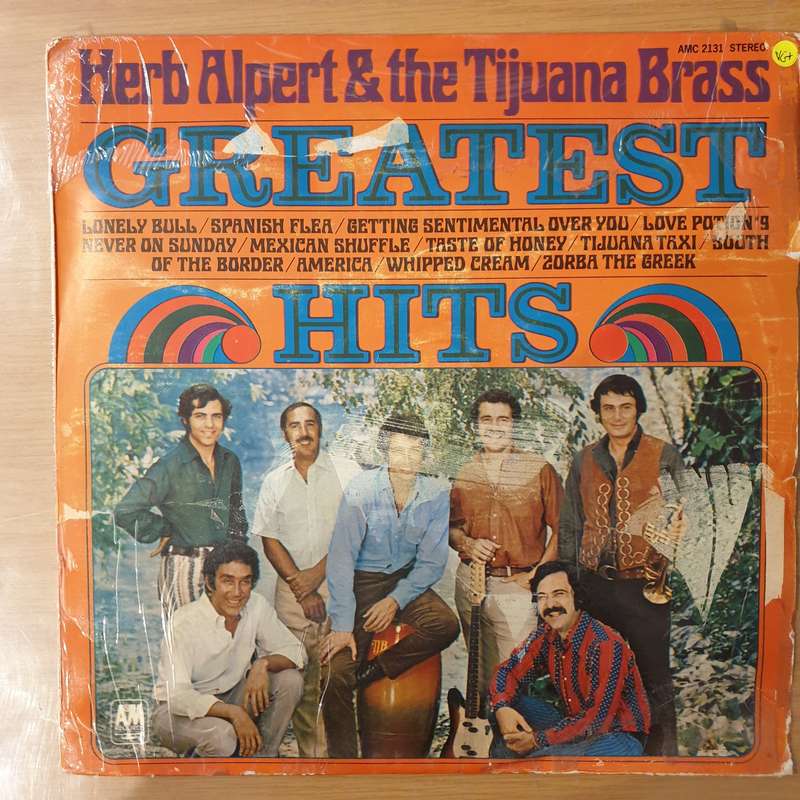 AMC 2131 STEREO
VG+
Herb Alpert & the Tijuana Brass
GREATEST
LONELY BULL / SPANISH FLEA / GETTING SENTIMENTAL OVER YOU / LOVE POTION '9
NEVER ON SUNDAY / MEXICAN SHUFFLE / TASTE OF HONEY / TIJUANA TAXI / SOUTH
OF THE BORDER / AMERICA / WHIPPED CREAM / ZORBA THE GREEK
HITS
A&M